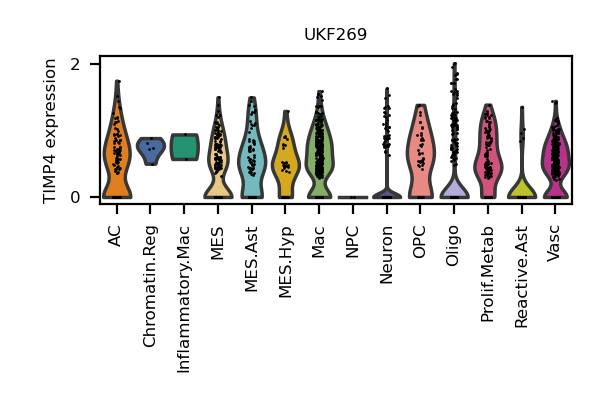 UKF269
TIMP4 expression
2
0
AC
Chromatin.Reg
Inflammatory.Mac
MES
MES.Ast
MES.Hyp
Mac
NPC
Neuron
OPC
Oligo
Prolif.Metab
Reactive.Ast
Vasc